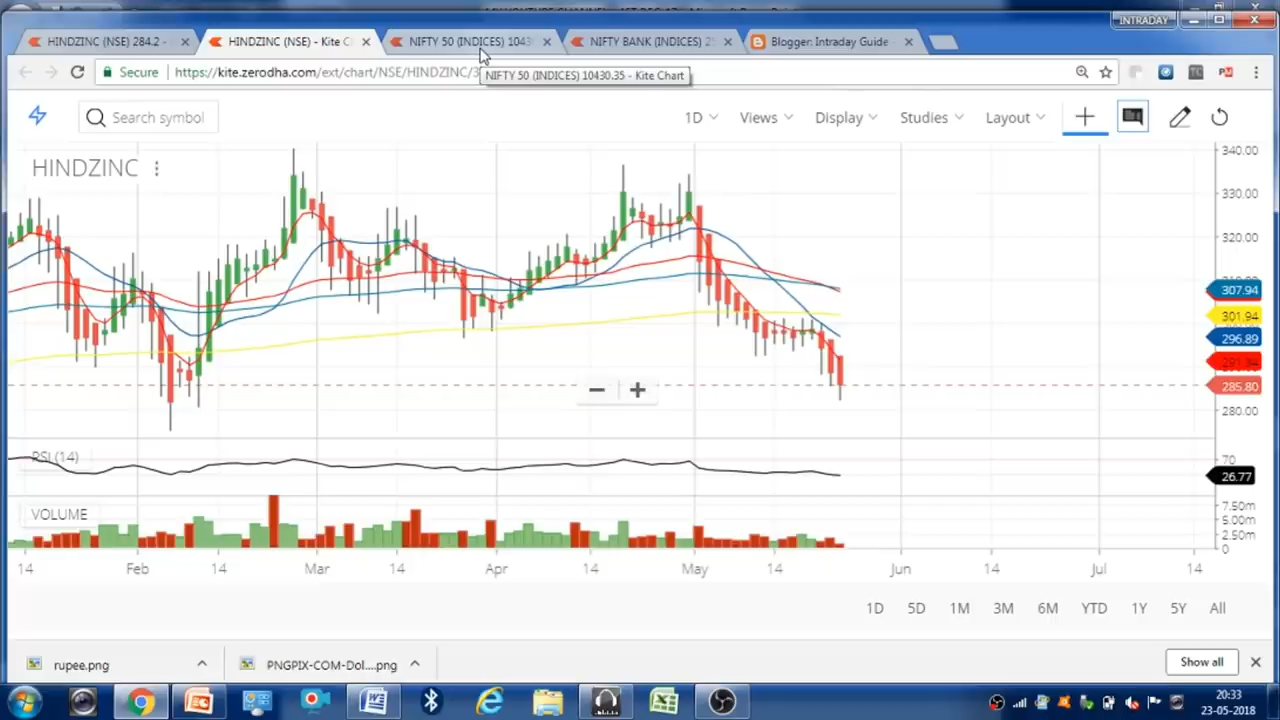 INTRADAY
HINDZINC (NSE) 284.2 -
HINDZINC (NSE) - Kite C
NIFTY 50 (INDICES) 1043
NIFTY BANK (INDICES) 2
Blogger: Intraday Guide
Secure
https://kite.zerodha.com/ext/chart/NSE/HINDZINC/3
NIFTY 50 (INDICES) 10430.35 - Kite Chart
Search symbol
1D
Views
Display
Studies
Layout
HINDZINC
340.00
330.00
320.00
307.94
301.94
296.89
285.80
280.00
RSI (14)
70
26.77
VOLUME
7.50m
5.00m
2.50m
0
14 Feb 14 Mar 14 Apr 14 May 14 Jun 14 Jul 14
1D 5D 1M 3M 6M YTD 1Y 5Y All
rupee.png
PNGPIX-COM-Dol....png
Show all
20:33
23-05-2018